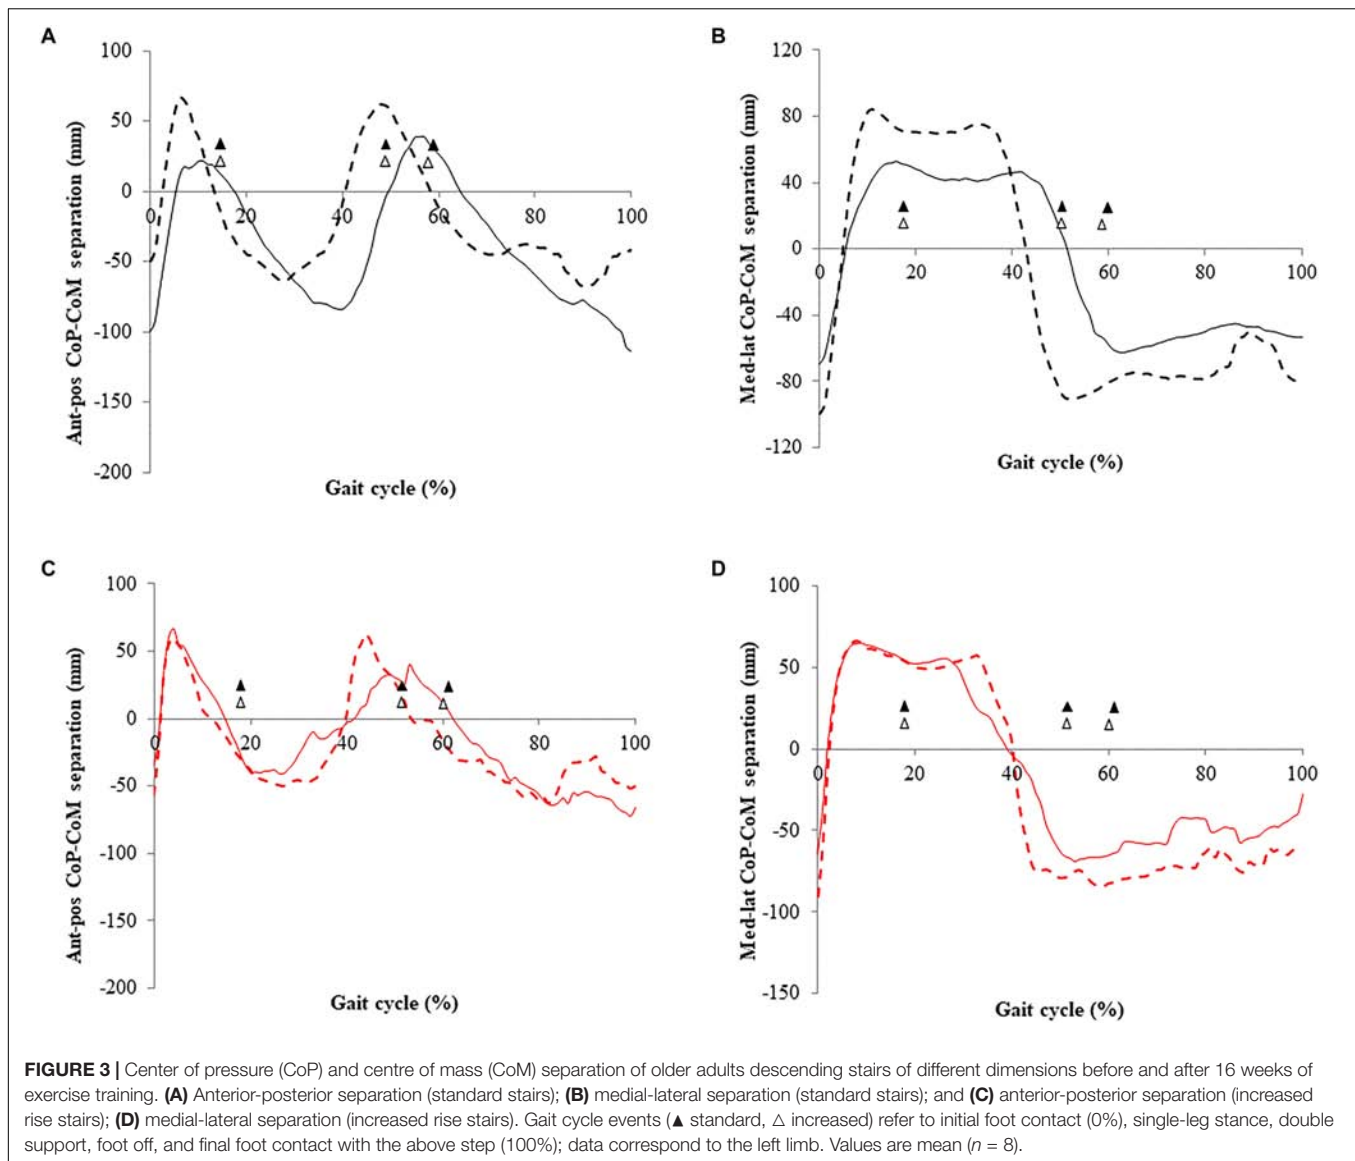 A
100
50
0
-50
-100
-150
-200
0 20 40 60 80 100
Ant-pos CoP-CoM separation (mm)
Gait cycle (%)
B
120
80
40
0
-40
-80
-120
0 20 40 60 80 100
Med-lat CoP-CoM separation (mm)
Gait cycle (%)
C
100
50
0
-50
-100
-150
-200
0 20 40 60 80 100
Ant-pos CoP-CoM separation (mm)
Gait cycle (%)
D
100
50
0
-50
-100
-150
0 20 40 60 80 100
Med-lat CoP-CoM separation (mm)
Gait cycle (%)
FIGURE 3 | Center of pressure (CoP) and centre of mass (CoM) separation of older adults descending stairs of different dimensions before and after 16 weeks of
exercise training. (A) Anterior-posterior separation (standard stairs); (B) medial-lateral separation (standard stairs); and (C) anterior-posterior separation (increased
rise stairs); (D) medial-lateral separation (increased rise stairs). Gait cycle events (▲ standard, △ increased) refer to initial foot contact (0%), single-leg stance, double
support, foot off, and final foot contact with the above step (100%); data correspond to the left limb. Values are mean (n = 8).